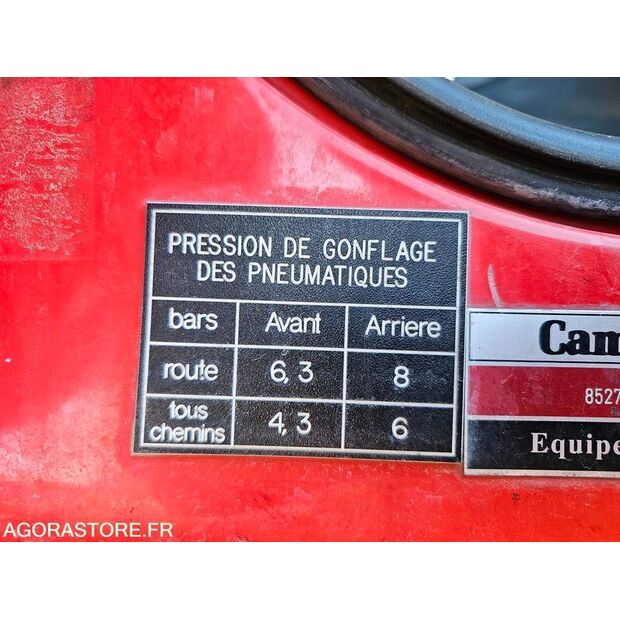 PRESSION DE GONFLAGE
DES PNEUMATIQUES
bars Avant Arriere
route 6,3 8
tous
chemins 4,3 6
Cam
8527
Equipe
AGORASTORE.FR